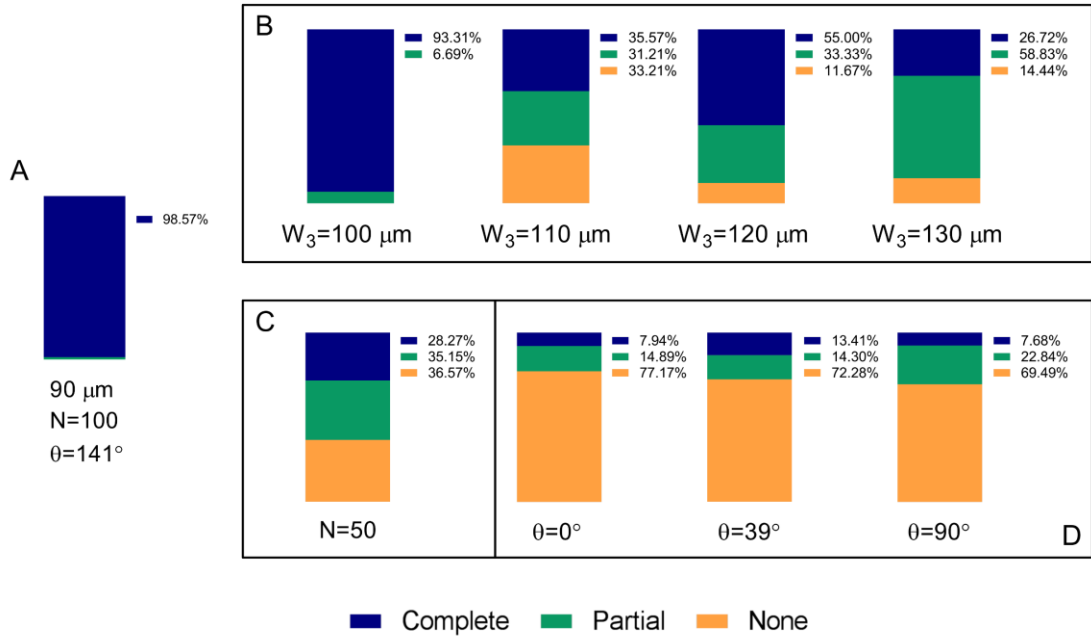 A
98.57%
90 μm
N=100
θ=141°
B
93.31%
6.69%
W₃=100 μm
35.57%
31.21%
33.21%
W₃=110 μm
55.00%
33.33%
11.67%
W₃=120 μm
26.72%
58.83%
14.44%
W₃=130 μm
C
28.27%
35.15%
36.57%
N=50
7.94%
14.89%
77.17%
θ=0°
13.41%
14.30%
72.28%
θ=39°
7.68%
22.84%
69.49%
θ=90°
D
Complete Partial None